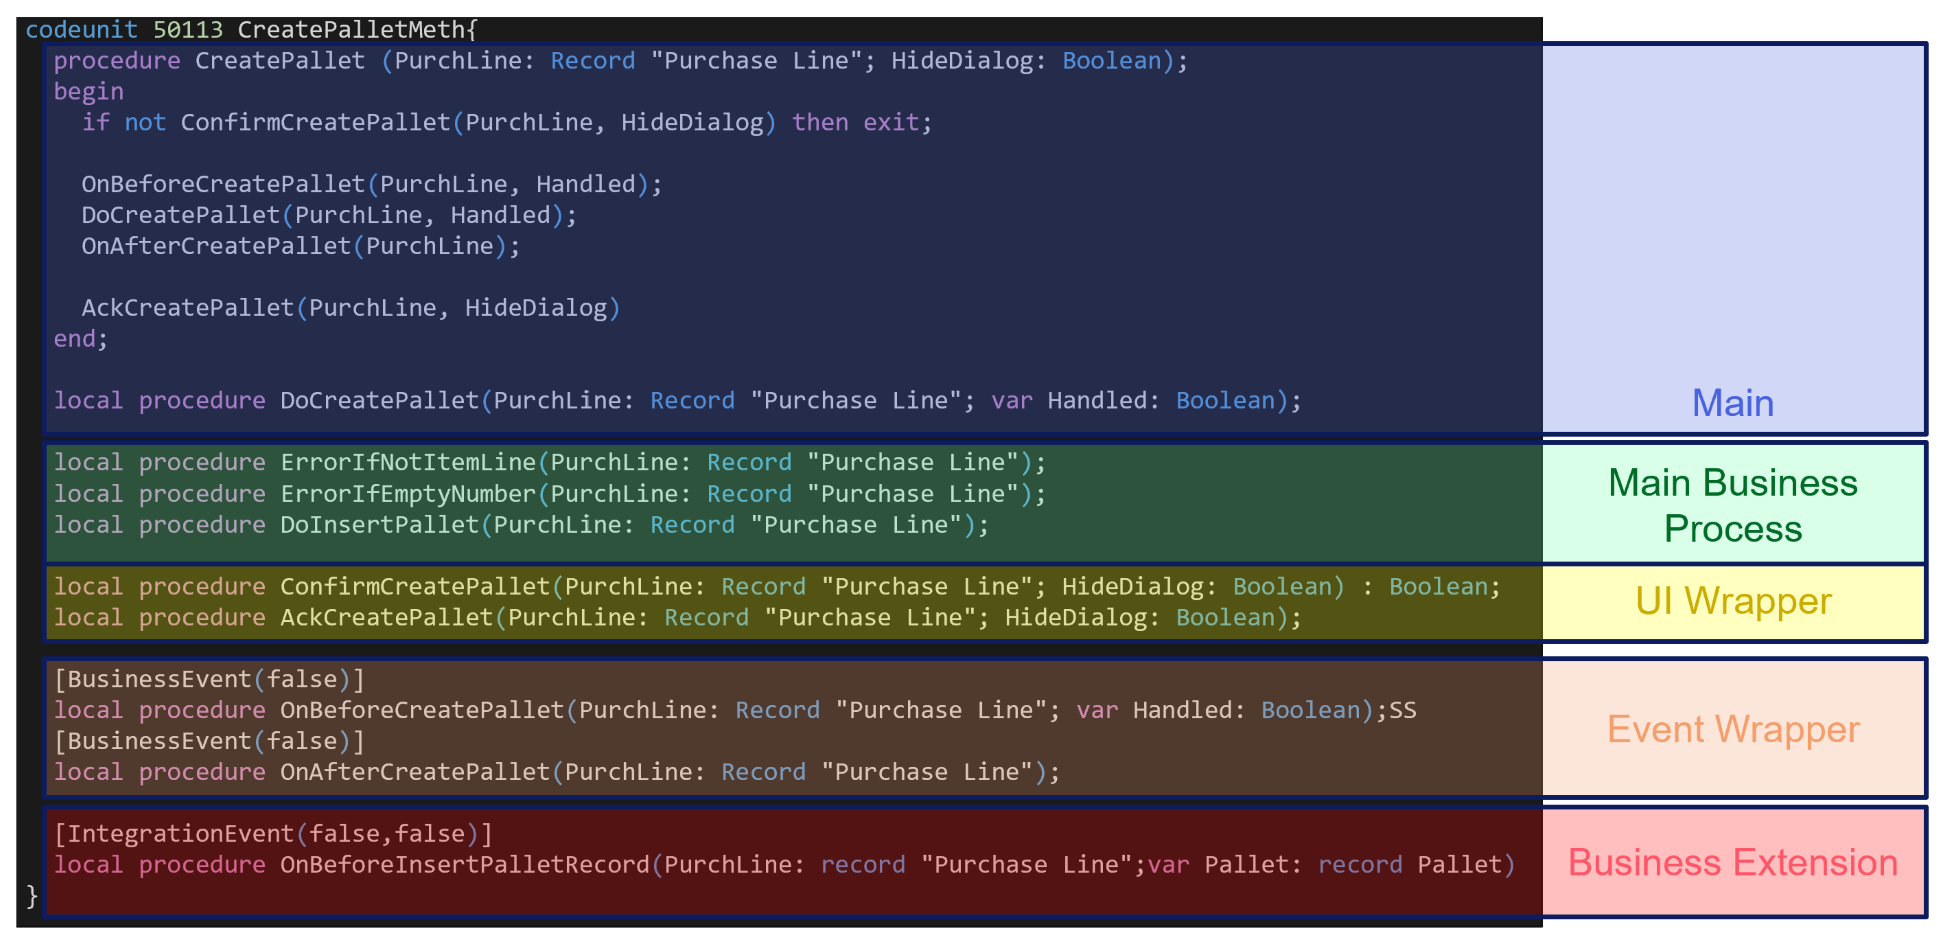 codeunit 50113 CreatePalletMeth{
procedure CreatePallet (PurchLine: Record "Purchase Line"; HideDialog: Boolean);
begin
if not ConfirmCreatePallet(PurchLine, HideDialog) then exit;
OnBeforeCreatePallet(PurchLine, Handled);
DoCreatePallet(PurchLine, Handled);
OnAfterCreatePallet(PurchLine);
AckCreatePallet(PurchLine, HideDialog)
end;
local procedure DoCreatePallet(PurchLine: Record "Purchase Line"; var Handled: Boolean);
Main
local procedure ErrorIfNotItemLine(PurchLine: Record "Purchase Line");
local procedure ErrorIfEmptyNumber(PurchLine: Record "Purchase Line");
local procedure DoInsertPallet(PurchLine: Record "Purchase Line");
Main Business
Process
local procedure ConfirmCreatePallet(PurchLine: Record "Purchase Line"; HideDialog: Boolean) : Boolean;
local procedure AckCreatePallet(PurchLine: Record "Purchase Line"; HideDialog: Boolean);
UI Wrapper
[BusinessEvent(false)]
local procedure OnBeforeCreatePallet(PurchLine: Record "Purchase Line"; var Handled: Boolean);SS
[BusinessEvent(false)]
local procedure OnAfterCreatePallet(PurchLine: Record "Purchase Line");
Event Wrapper
[IntegrationEvent(false,false)]
local procedure OnBeforeInsertPalletRecord(PurchLine: record "Purchase Line";var Pallet: record Pallet)
Business Extension
}